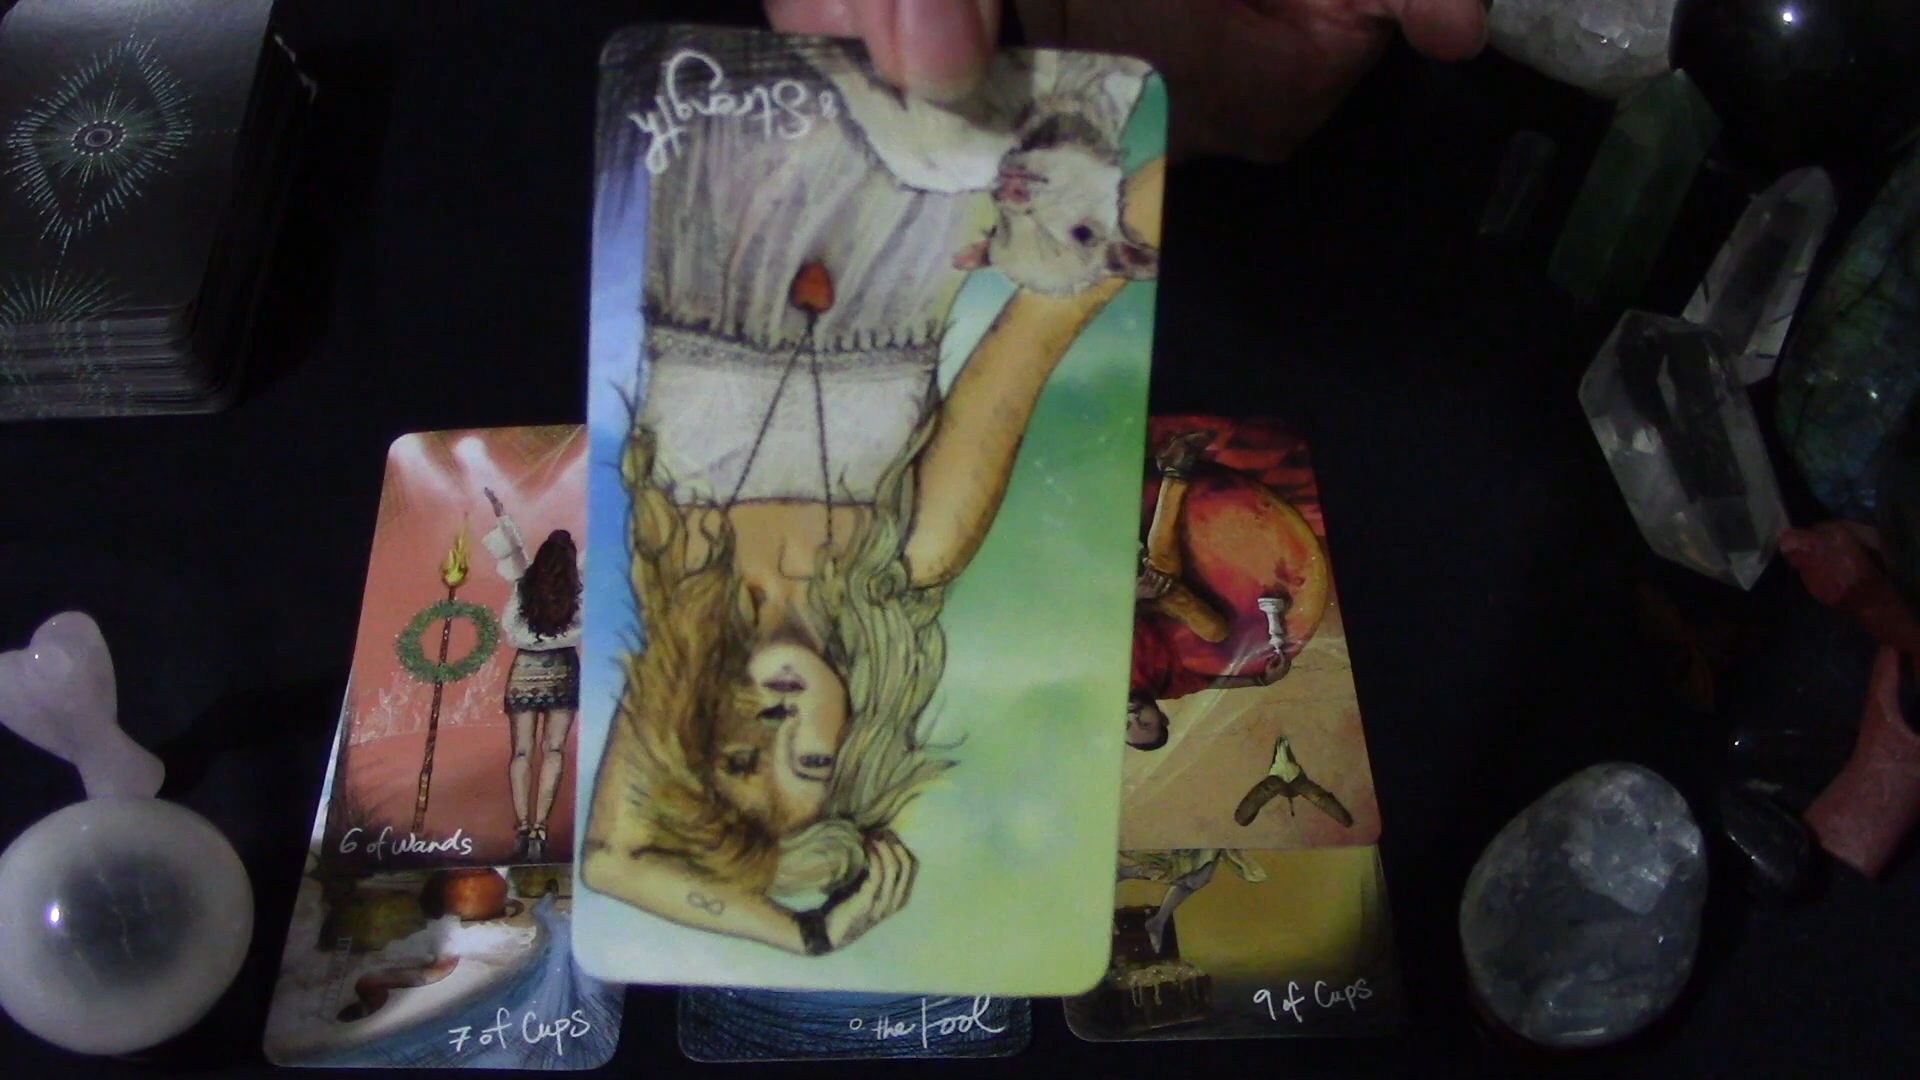 8 Strength
6 of Wands
7 of Cups
0 the Fool
9 of Cups